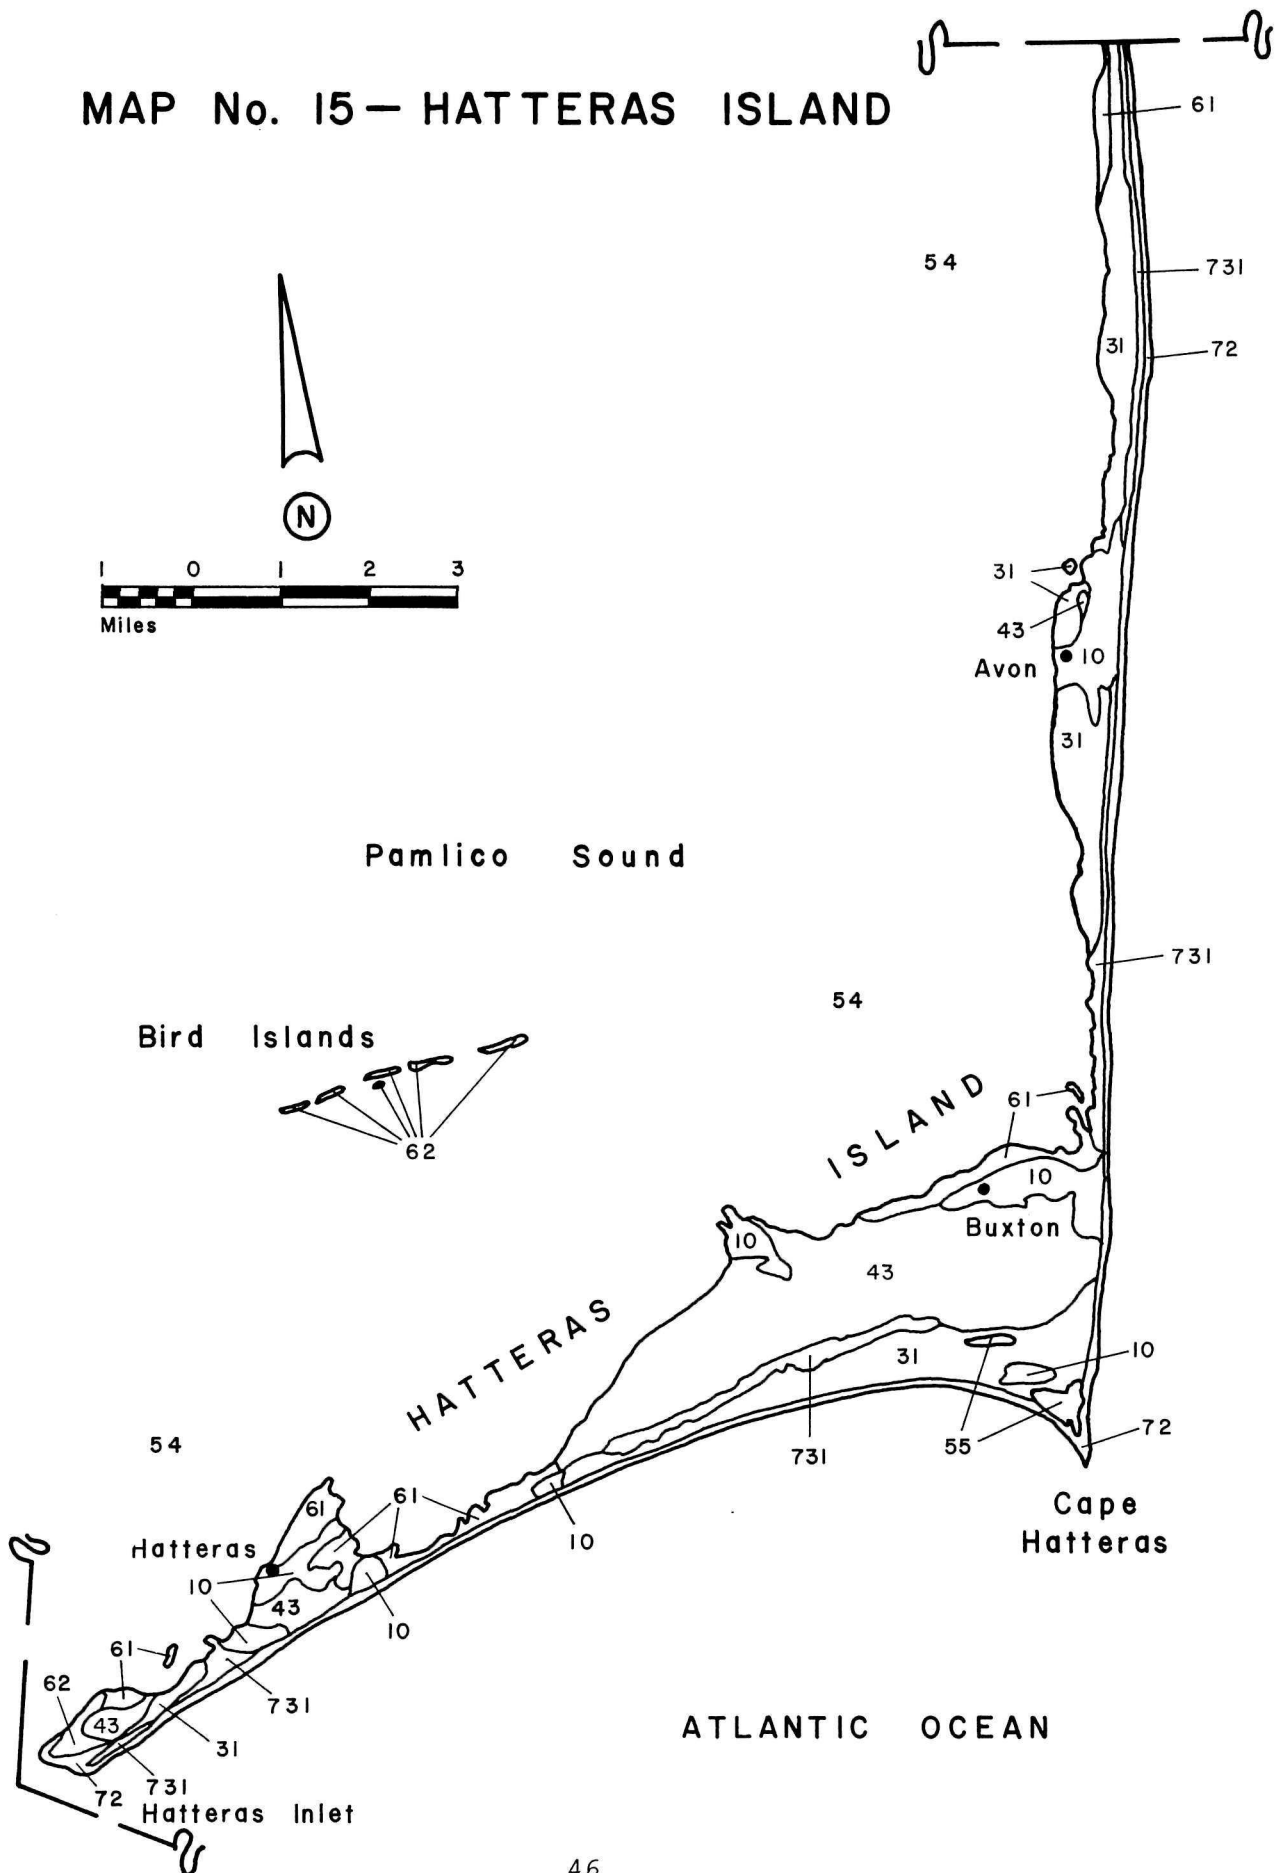 MAP No. 15 — HATTERAS ISLAND
61
54
731
31
72
N
1 0 1 2 3
Miles
31
43
10
Avon
31
Pamlico Sound
731
54
Bird Islands
62
ISLAND
61
10
Buxton
10
43
HATTERAS
31
10
54
731
55
72
Cape
Hatteras
61
61
10
Hatteras
10
43
10
61
62
43
731
31
ATLANTIC OCEAN
731
72
Hatteras Inlet
46